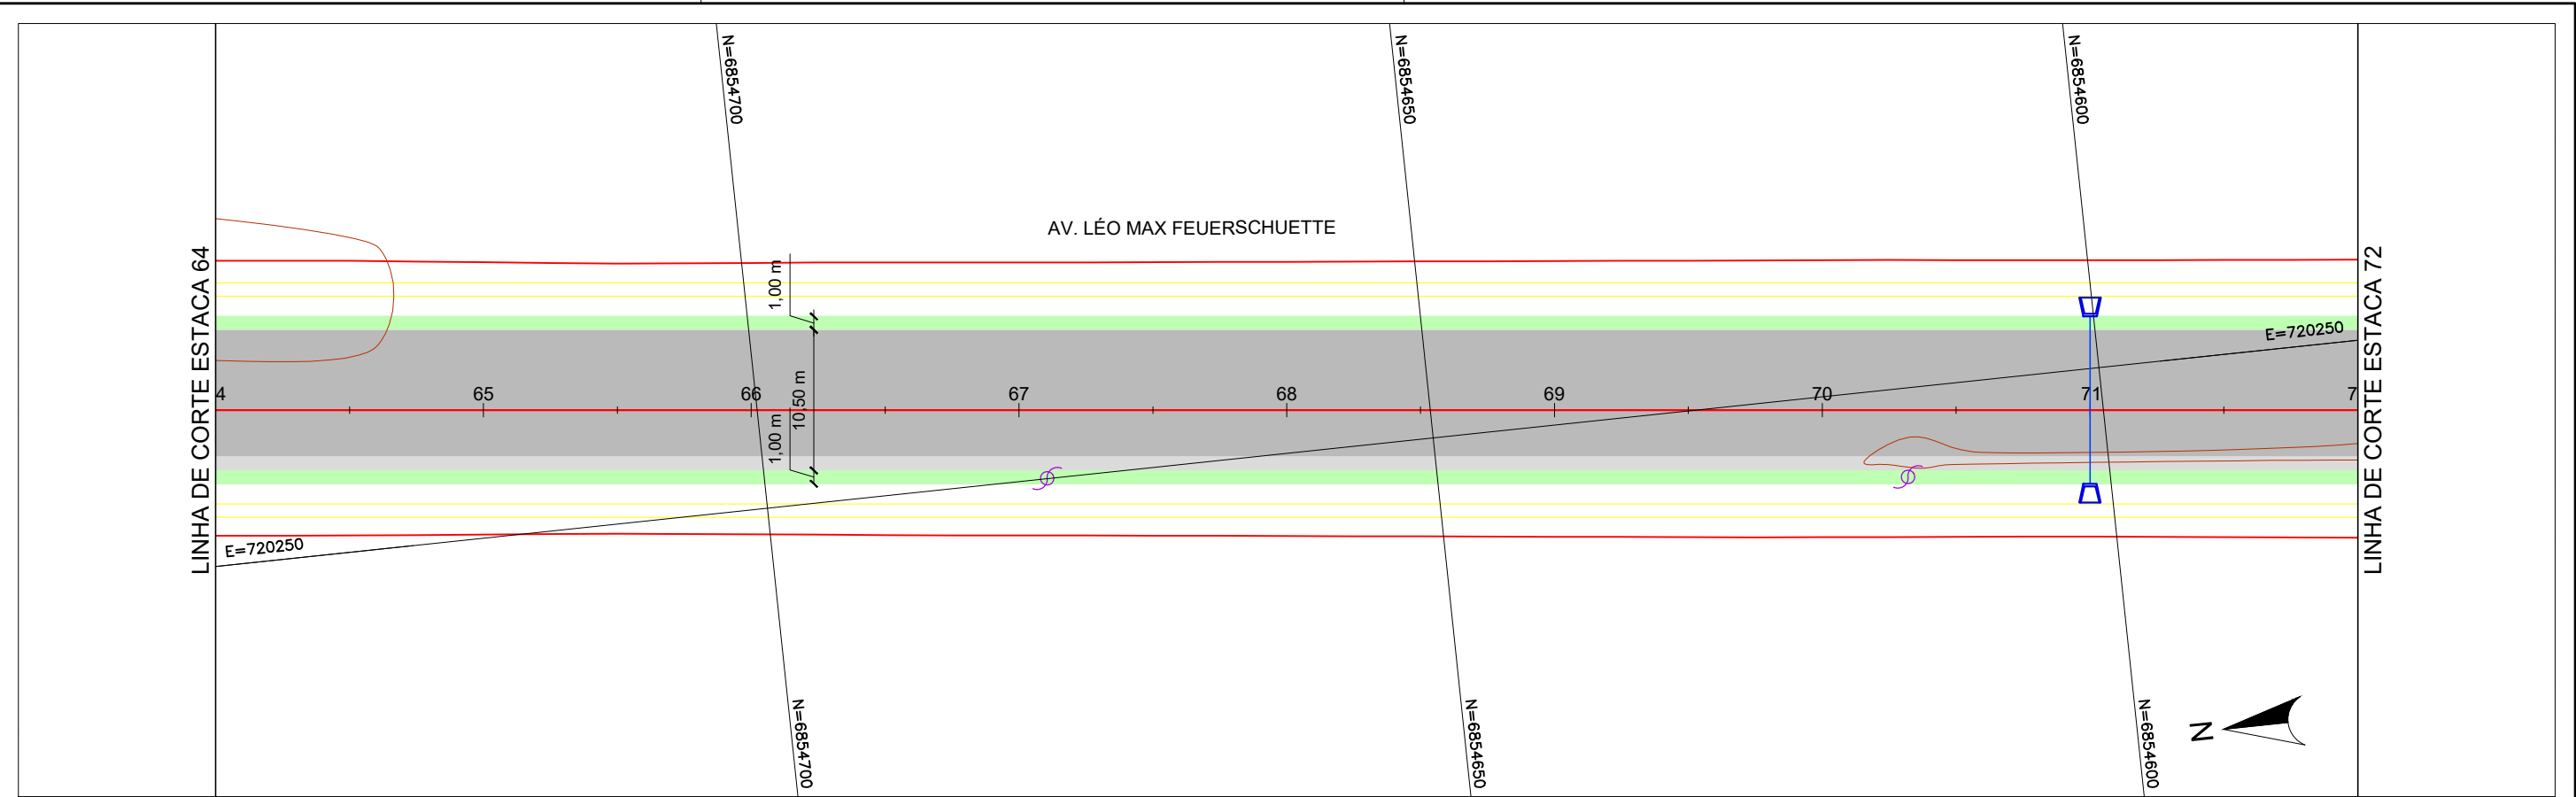 N=6854700
N=6854650
N=6854600
AV. LÉO MAX FEUERSCHUETTE
LINHA DE CORTE ESTACA 64
LINHA DE CORTE ESTACA 72
1,00 m
E=720250
4
65
66
67
68
69
70
71
7
10,50 m
1,00 m
E=720250
N=6854700
N=6854650
N=6854600
N